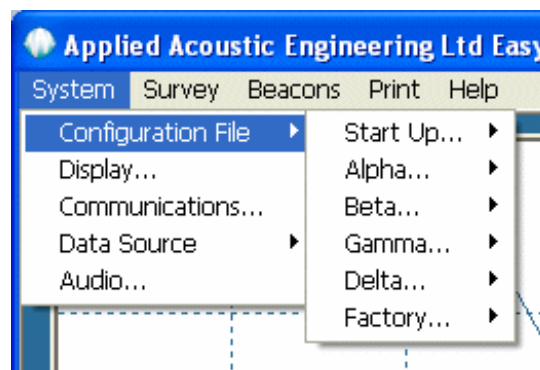 Applied Acoustic Engineering Ltd Easy
System Survey Beacons Print Help
Configuration File
Display...
Communications...
Data Source
Audio...
Start Up...
Alpha...
Beta...
Gamma...
Delta...
Factory...